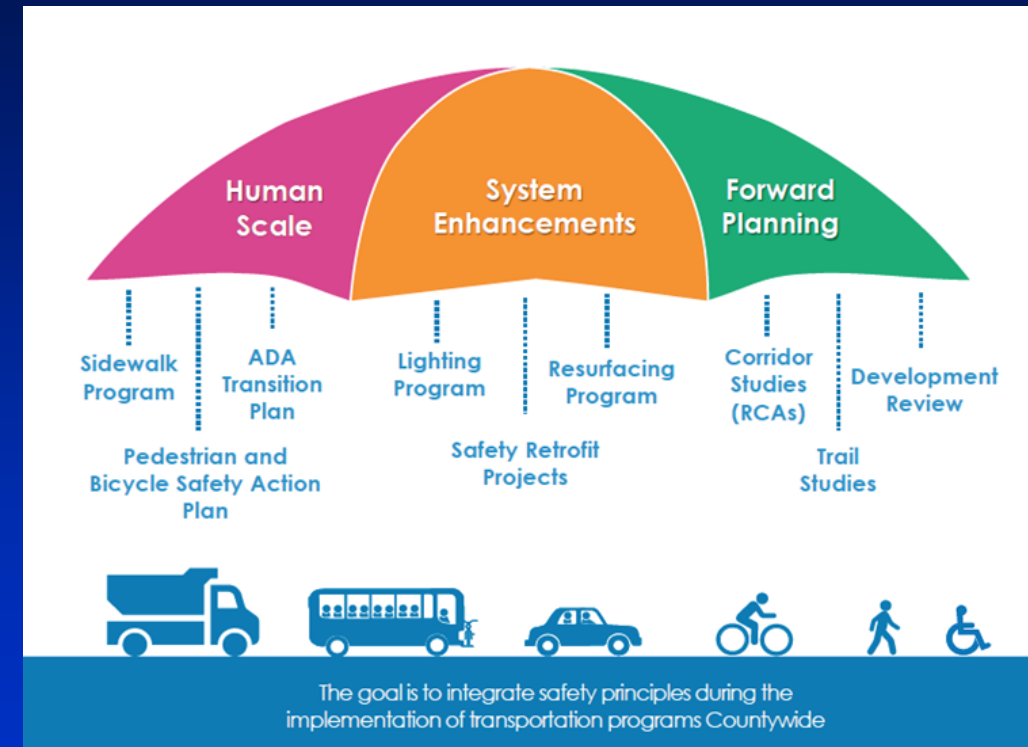 Human
Scale
System
Enhancements
Forward
Planning
Sidewalk
Program
ADA
Transition
Plan
Pedestrian and
Bicycle Safety Action
Plan
Lighting
Program
Resurfacing
Program
Safety Retrofit
Projects
Corridor
Studies
(RCAs)
Development
Review
Trail
Studies
The goal is to integrate safety principles during the
implementation of transportation programs Countywide